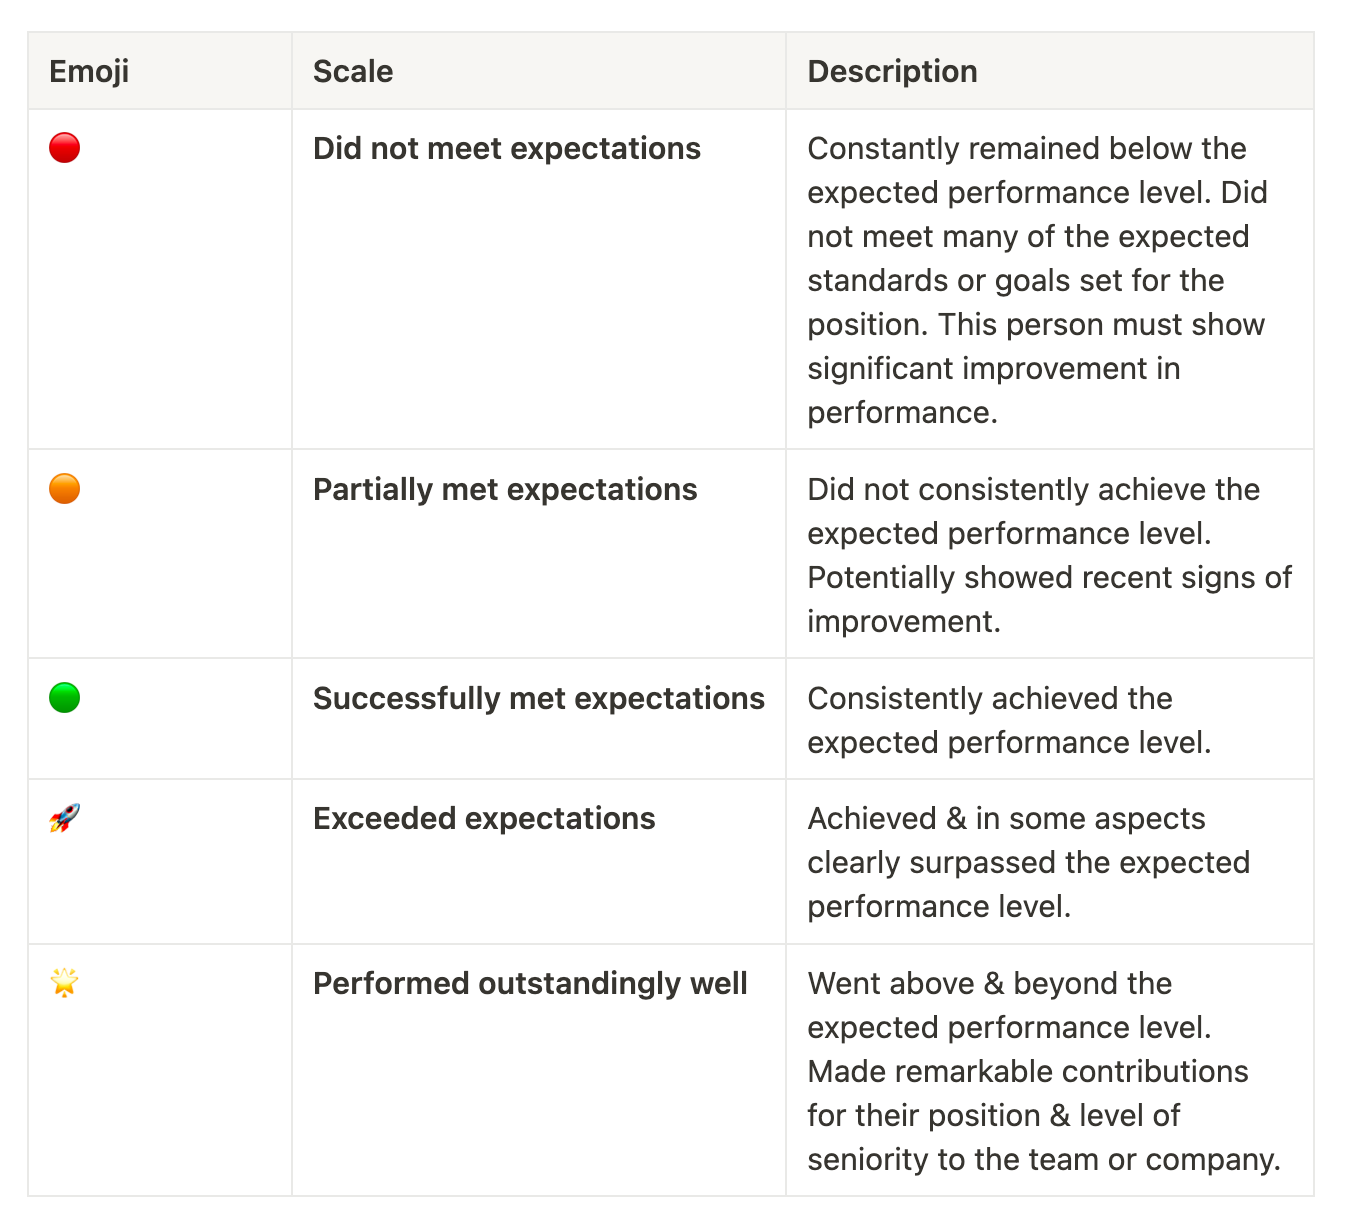 Emoji
Scale
Description
🔴
Did not meet expectations
Constantly remained below the
expected performance level. Did
not meet many of the expected
standards or goals set for the
position. This person must show
significant improvement in
performance.
🟠
Partially met expectations
Did not consistently achieve the
expected performance level.
Potentially showed recent signs of
improvement.
🟢
Successfully met expectations
Consistently achieved the
expected performance level.
🚀
Exceeded expectations
Achieved & in some aspects
clearly surpassed the expected
performance level.
🌟
Performed outstandingly well
Went above & beyond the
expected performance level.
Made remarkable contributions
for their position & level of
seniority to the team or company.